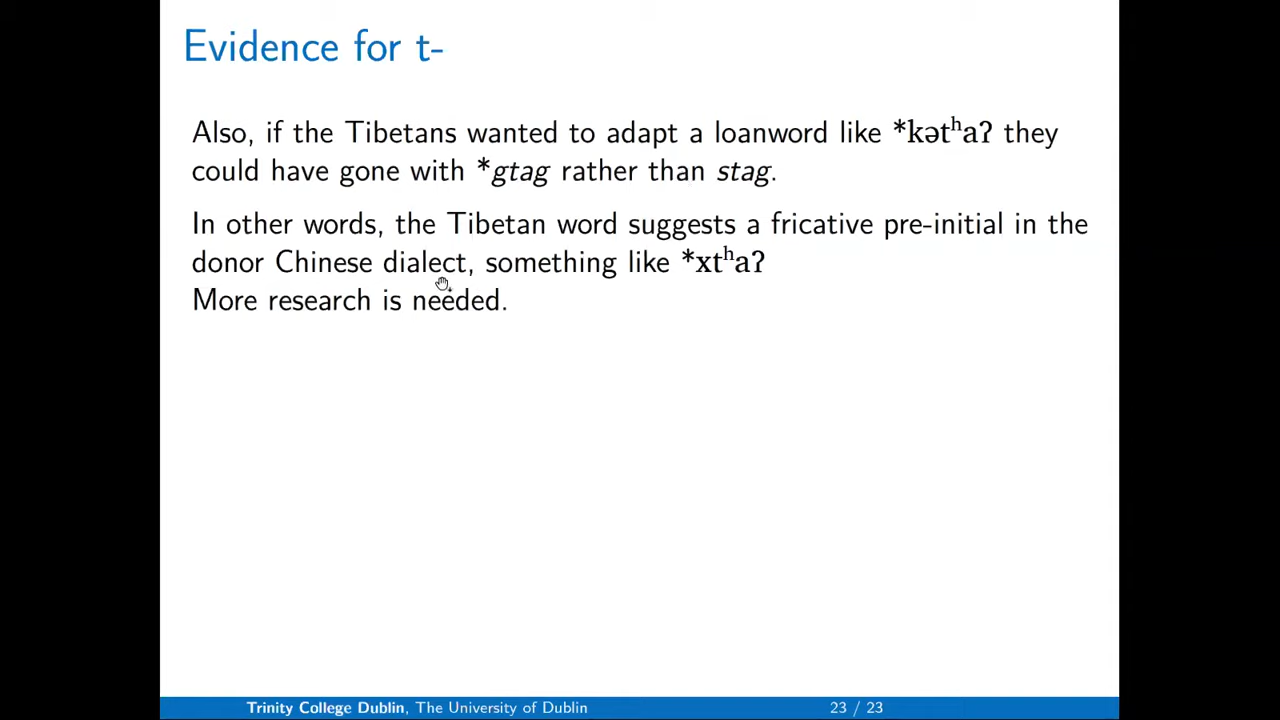 Evidence for t-
Also, if the Tibetans wanted to adapt a loanword like *kətʰaʔ they
could have gone with *gtag rather than stag.
In other words, the Tibetan word suggests a fricative pre-initial in the
donor Chinese dialect, something like *xtʰaʔ
More research is needed.
Trinity College Dublin, The University of Dublin 23 / 23